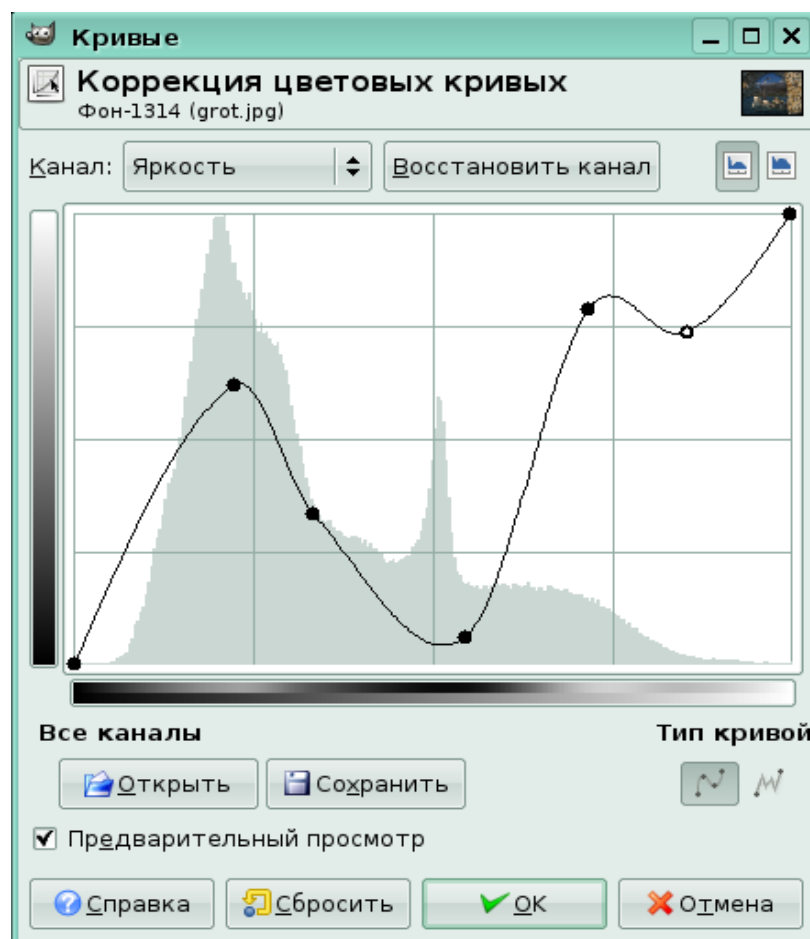 Кривые
Коррекция цветовых кривых
Фон-1314 (grot.jpg)
Канал: Яркость Восстановить канал
Все каналы Тип кривой
Открыть Сохранить
Предварительный просмотр
Справка Сбросить OK Отмена